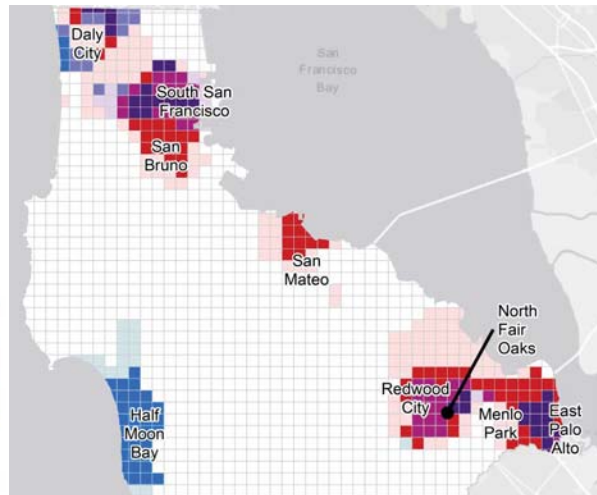 Daly
City
San
Francisco
Bay
South San
Francisco
San
Bruno
San
Mateo
North
Fair
Oaks
Redwood
City
Half
Moon
Bay
Menlo
Park
East
Palo
Alto